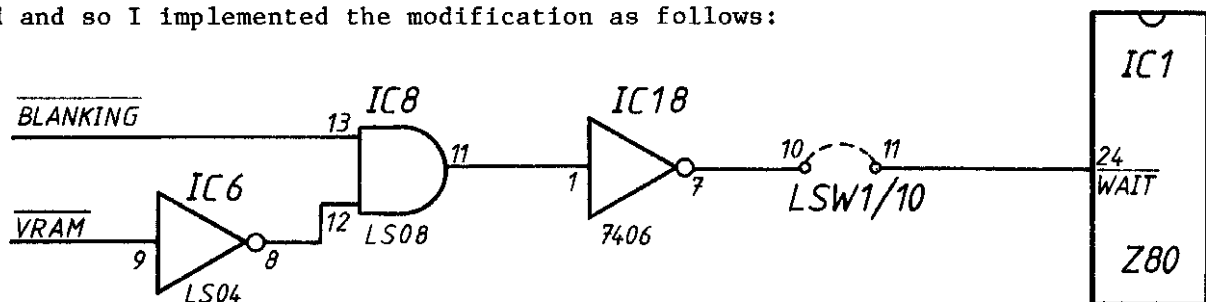 and so I implemented the modification as follows:
IC1
IC8
IC18
BLANKING
13
11
1
7
10
11
24
WAIT
LSW1/10
IC6
12
LS08
7406
VRAM
9
8
LS04
Z80